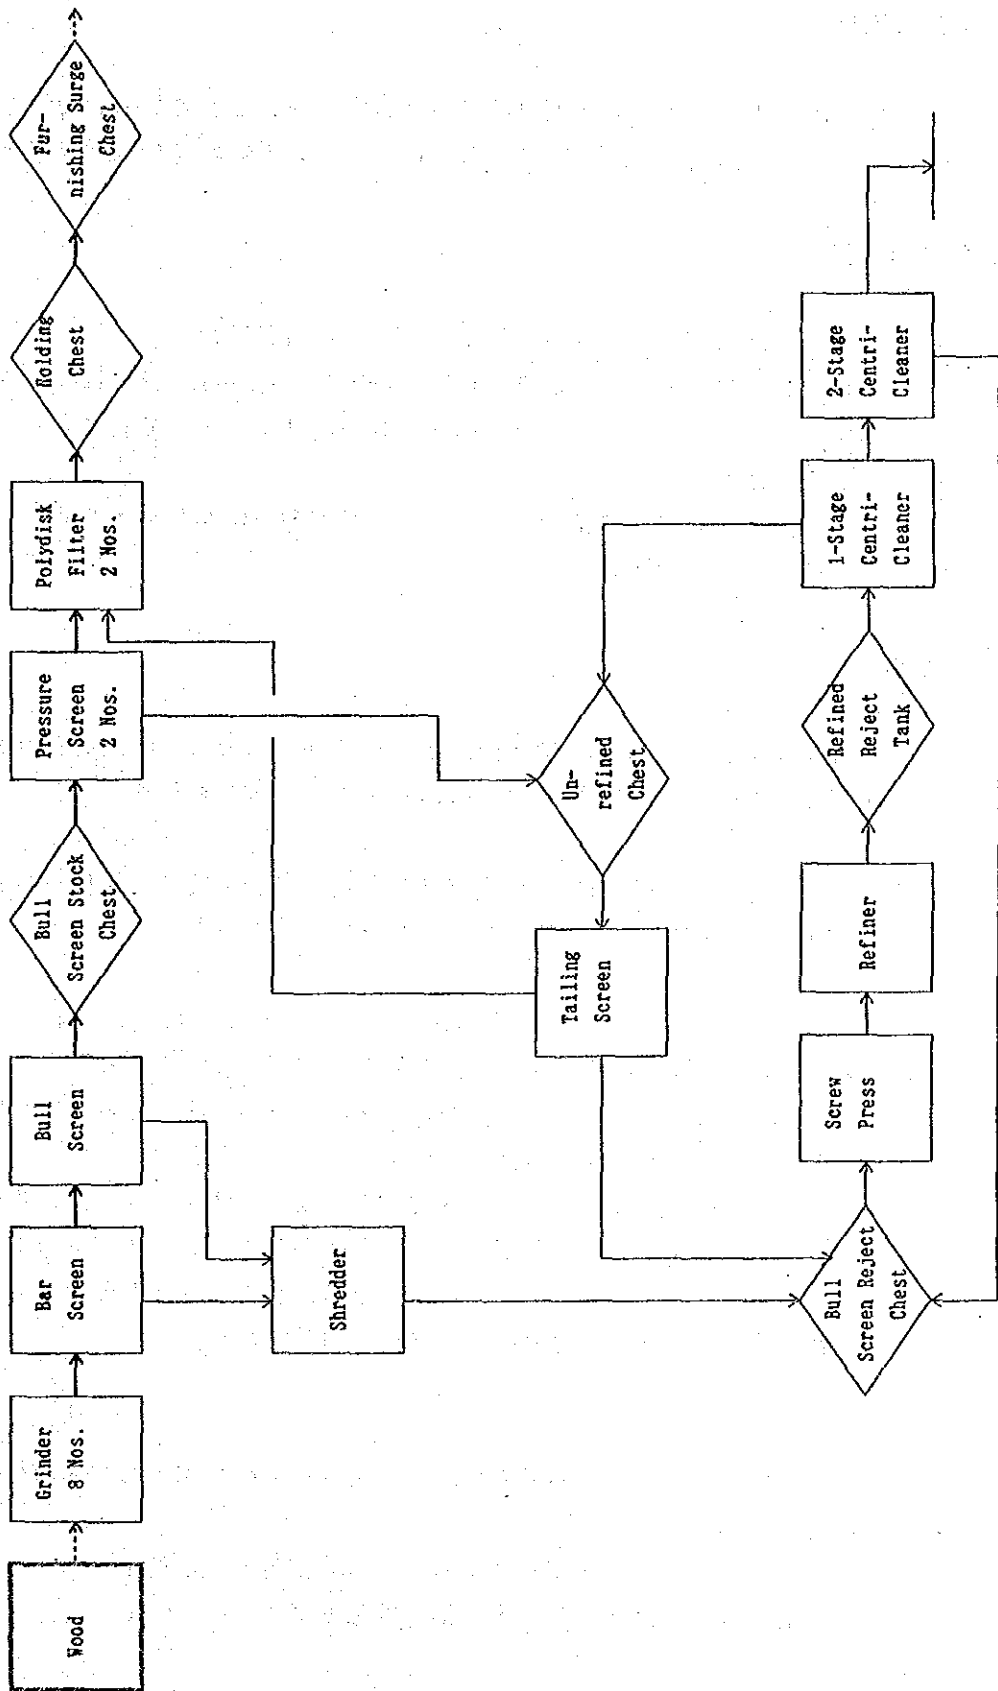 Wood
Grinder
8 Nos.
Bar
Screen
Bull
Screen
Bull
Screen Stock
Chest
Pressure
Screen
2 Nos.
Polydisk
Filter
2 Nos.
Holding
Chest
Fur-
nishing Surge
Chest
Shredder
Tailing
Screen
Un-
refined
Chest
Bull
Screen Reject
Chest
Screw
Press
Refiner
Refined
Reject
Tank
1-Stage
Centri-
Cleaner
2-Stage
Centri-
Cleaner